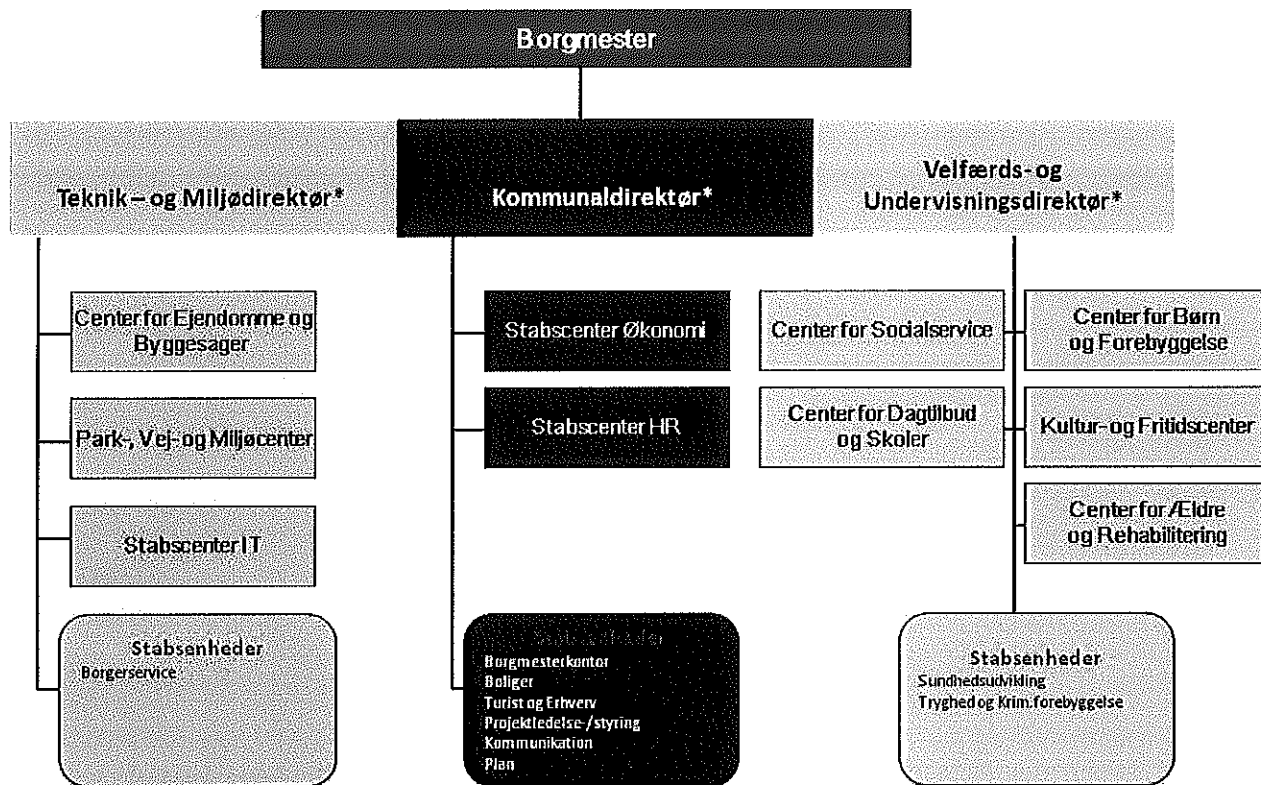 Borgmester
Teknik – og Miljødirektør*
Kommunaldirektør*
Velfærds- og
Undervisningsdirektør*
Center for Ejendomme og
Byggesager
Park-, Vej- og Miljøcenter
Stabscenter IT
Stabsenheder
Borgerservice
Stabscenter Økonomi
Stabscenter HR
Stabsenheder
Borgmesterkontor
Boliger
Turist og Erhverv
Projektledelse-/styring
Kommunikation
Plan
Center for Socialservice
Center for Dagtilbud
og Skoler
Center for Børn
og Forebyggelse
Kultur- og Fritidscenter
Center for Ældre
og Rehabilitering
Stabsenheder
Sundhedsudvikling
Tryghed og Krim.forebyggelse